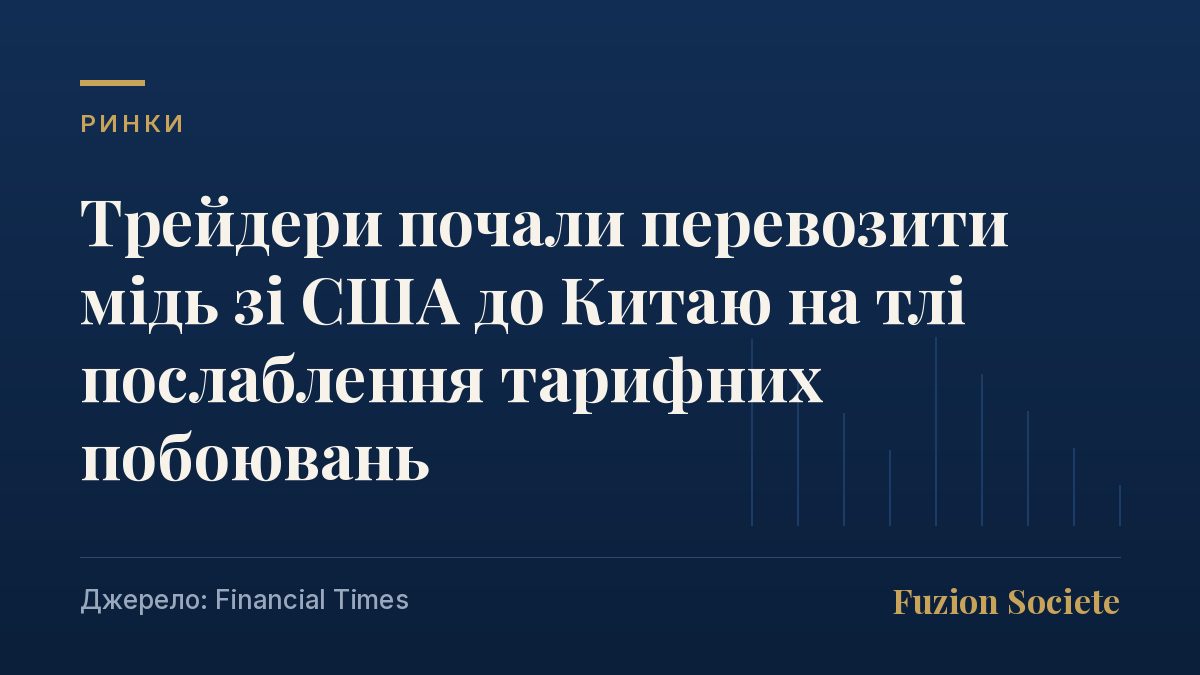 РИНКИ
Трейдери почали перевозити
мідь зі США до Китаю на тлі
послаблення тарифних
побоювань
Джерело: Financial Times
Fuzion Societe